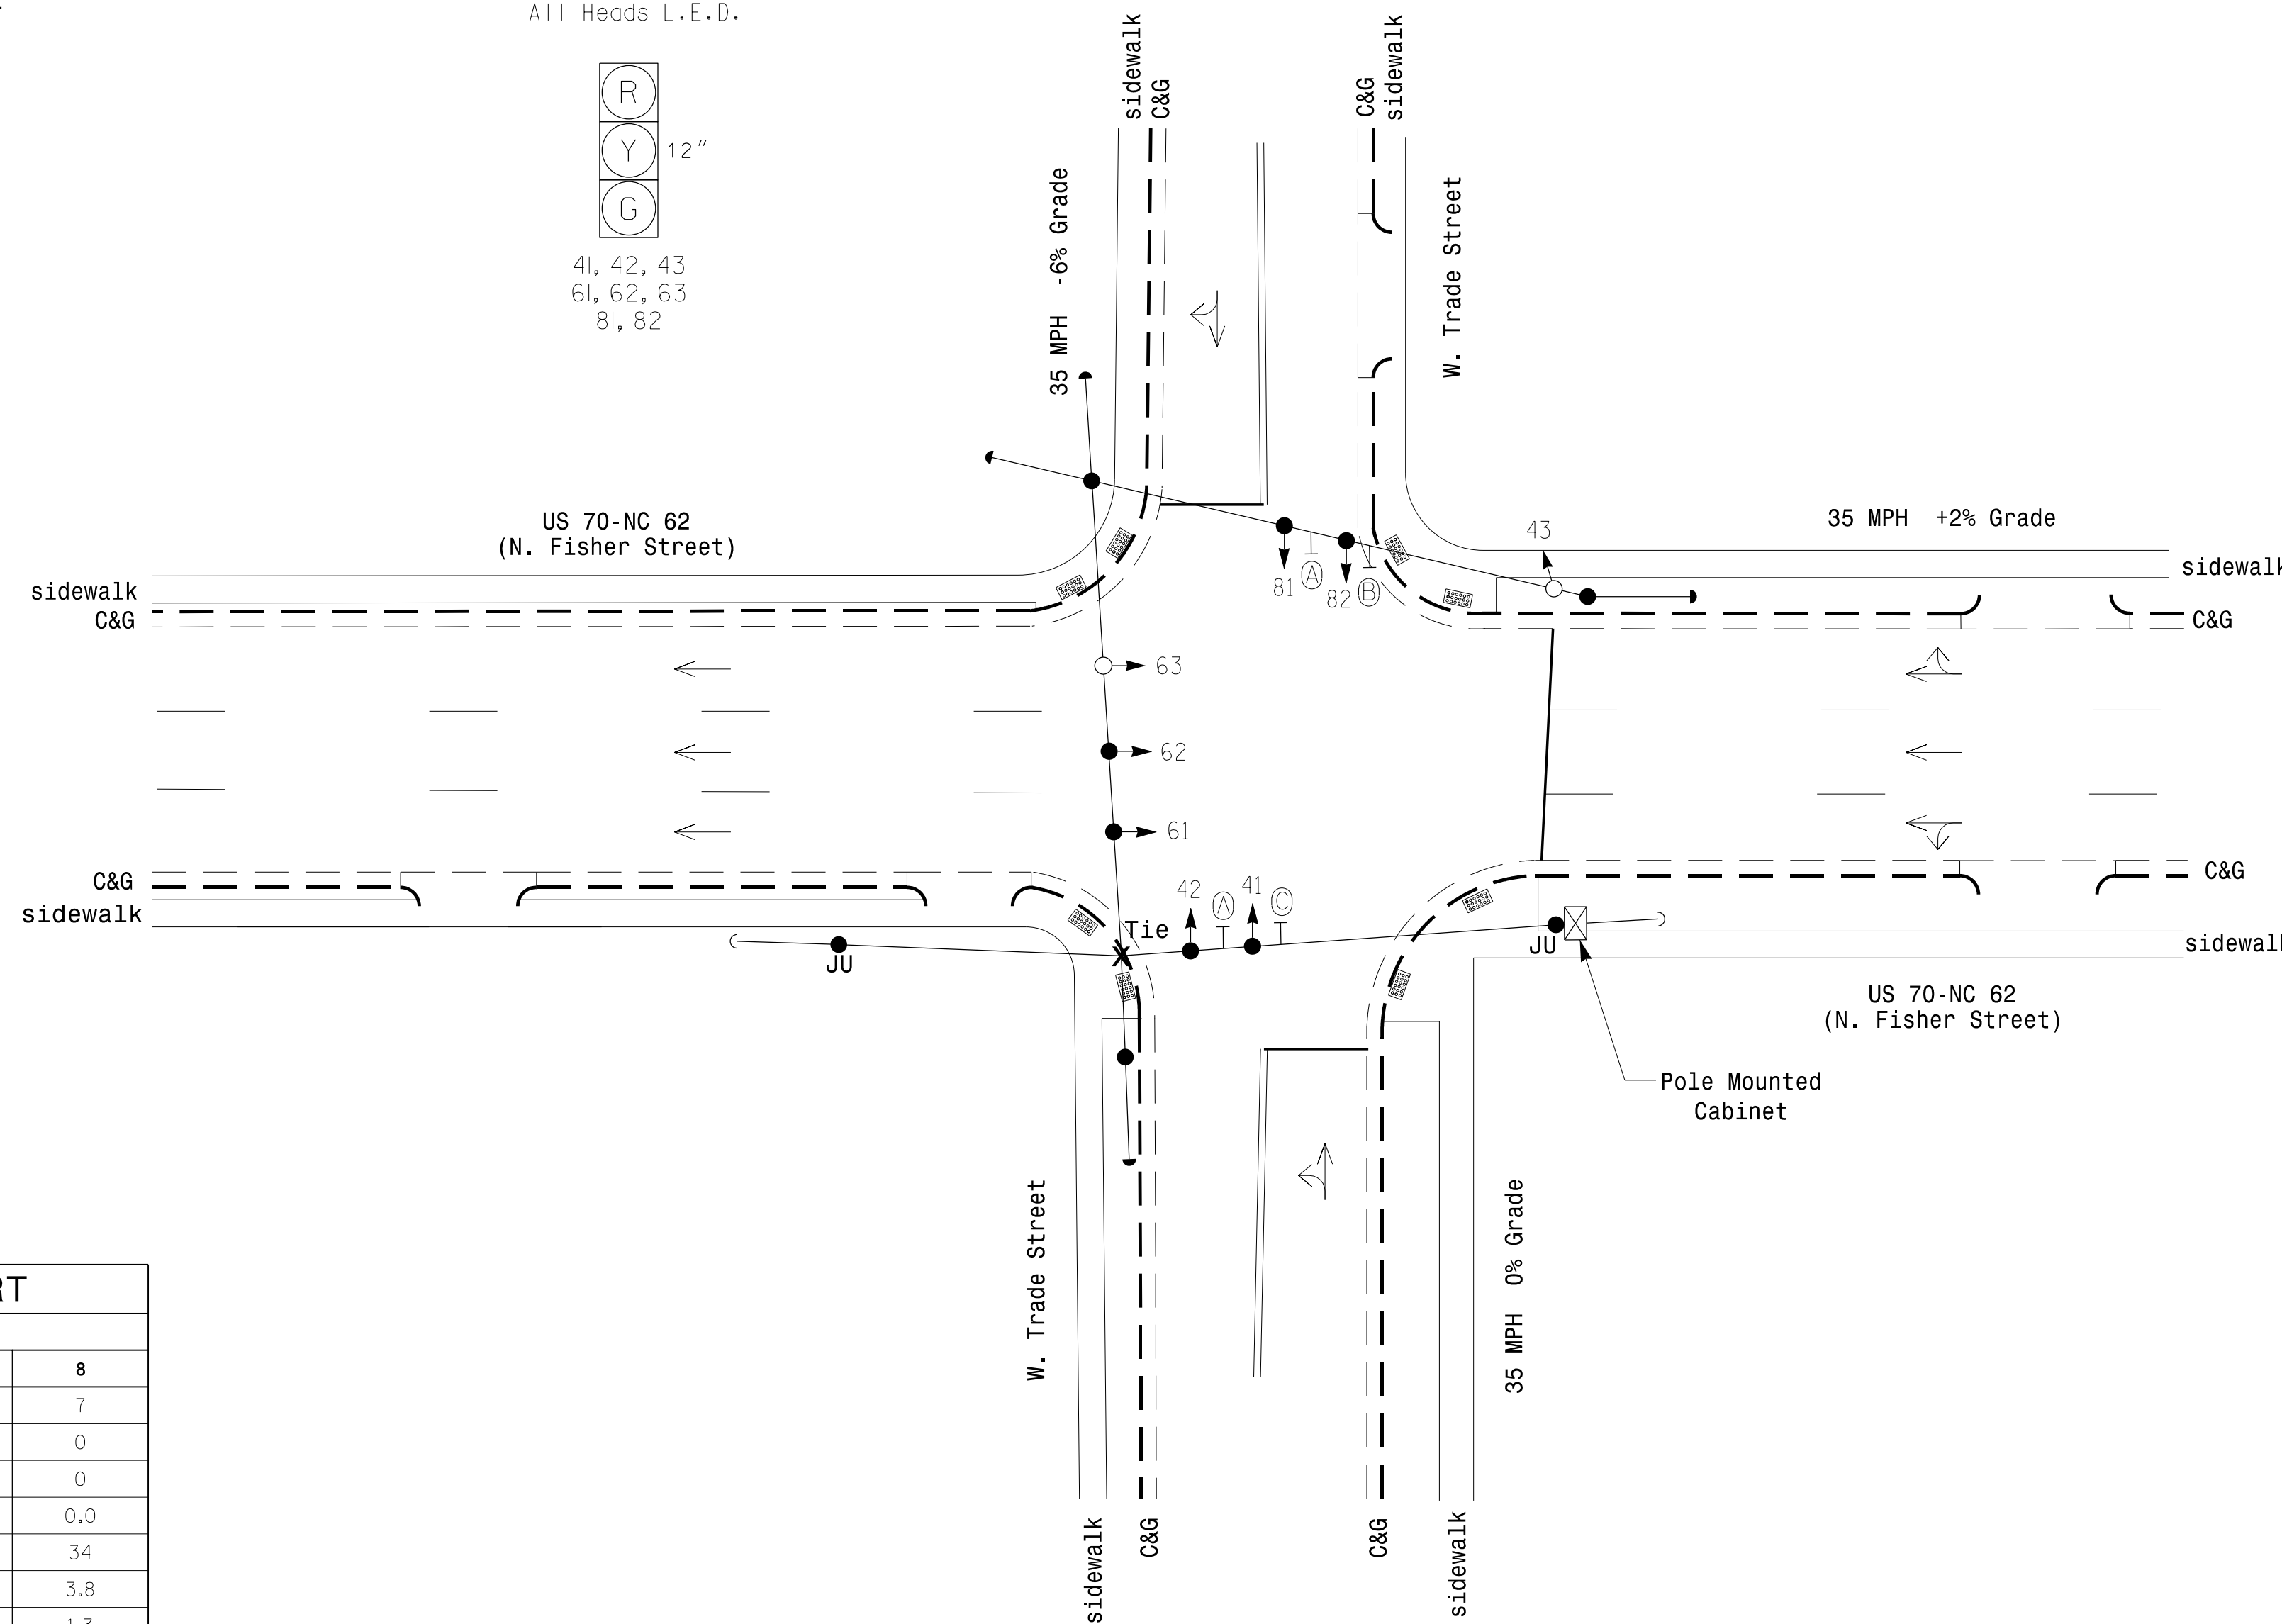 All Heads L.E.D.
R
Y
12"
G
41, 42, 43
61, 62, 63
81, 82
sidewalk
C&G
C&G
sidewalk
35 MPH -6% Grade
W. Trade Street
US 70-NC 62
(N. Fisher Street)
43
35 MPH +2% Grade
sidewalk
C&G
81
A
82
B
sidewalk
C&G
63
62
61
C&G
sidewalk
42
A
41
C
Tie
JU
JU
C&G
sidewalk
US 70-NC 62
(N. Fisher Street)
Pole Mounted
Cabinet
W. Trade Street
35 MPH 0% Grade
RT
8
7
0
0
0.0
34
3.8
1.3
sidewalk
C&G
C&G
sidewalk